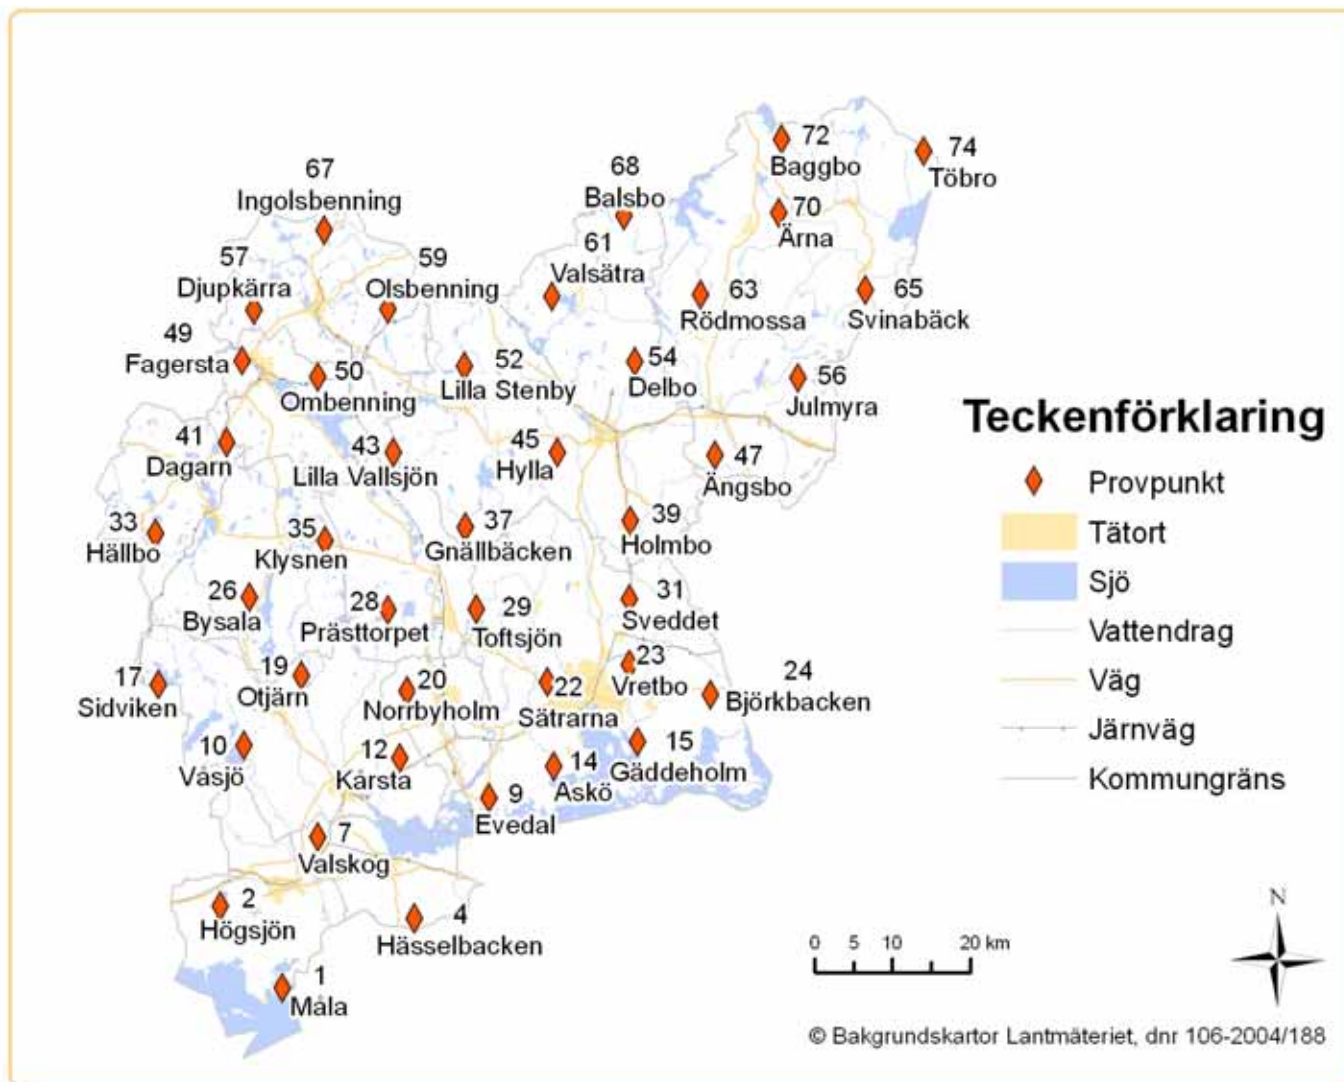 72
Baggbo
74
Töbro
67
Ingolsbenning
68
Balsbo
70
Ärna
57
Djupkärra
59
Olsbenning
61
Valsätra
63
Rödmossa
65
Svinabäck
49
Fagersta
50
Ombenning
52
Lilla Stenby
54
Delbo
56
Julmyra
41
Dagarn
43
Lilla Vallsjön
45
Hylla
47
Ängsbo
33
Hällbo
35
Klysnen
37
Gnällbäcken
39
Holmbo
26
Bysala
28
Prästtorpet
29
Toftsjön
31
Sveddet
17
Sidviken
19
Otjärn
20
Norrbyholm
22
Sätrarna
23
Vretbo
24
Björkbacken
10
Våsjö
12
Kårsta
14
Askö
15
Gäddeholm
9
Evedal
7
Valskog
2
Högsjön
4
Hässelbacken
1
Måla
Teckenförklaring
Provpunkt
Tätort
Sjö
Vattendrag
Väg
Järnväg
Kommungräns
N
0 5 10 20 km
© Bakgrundskartor Lantmäteriet, dnr 106-2004/188